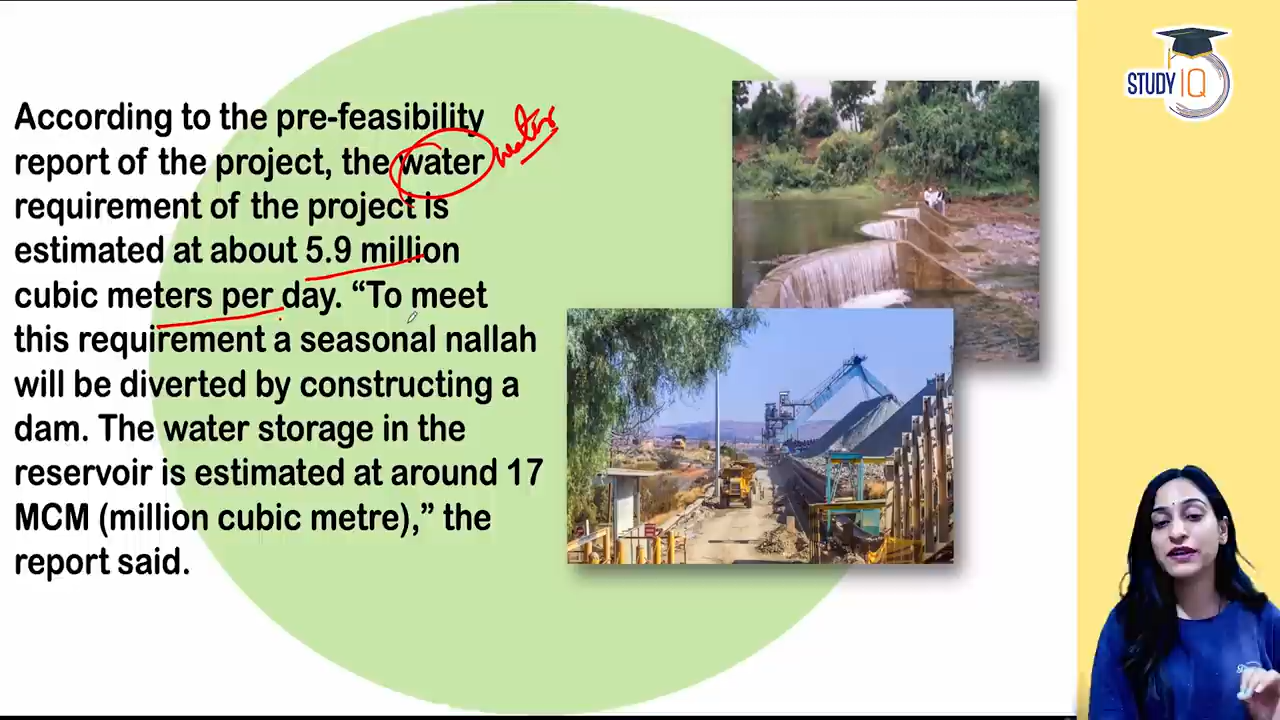 According to the pre-feasibility
report of the project, the water
water
requirement of the project is
estimated at about 5.9 million
cubic meters per day. “To meet
this requirement a seasonal nallah
will be diverted by constructing a
dam. The water storage in the
reservoir is estimated at around 17
MCM (million cubic metre),” the
report said.
STUDY IQ